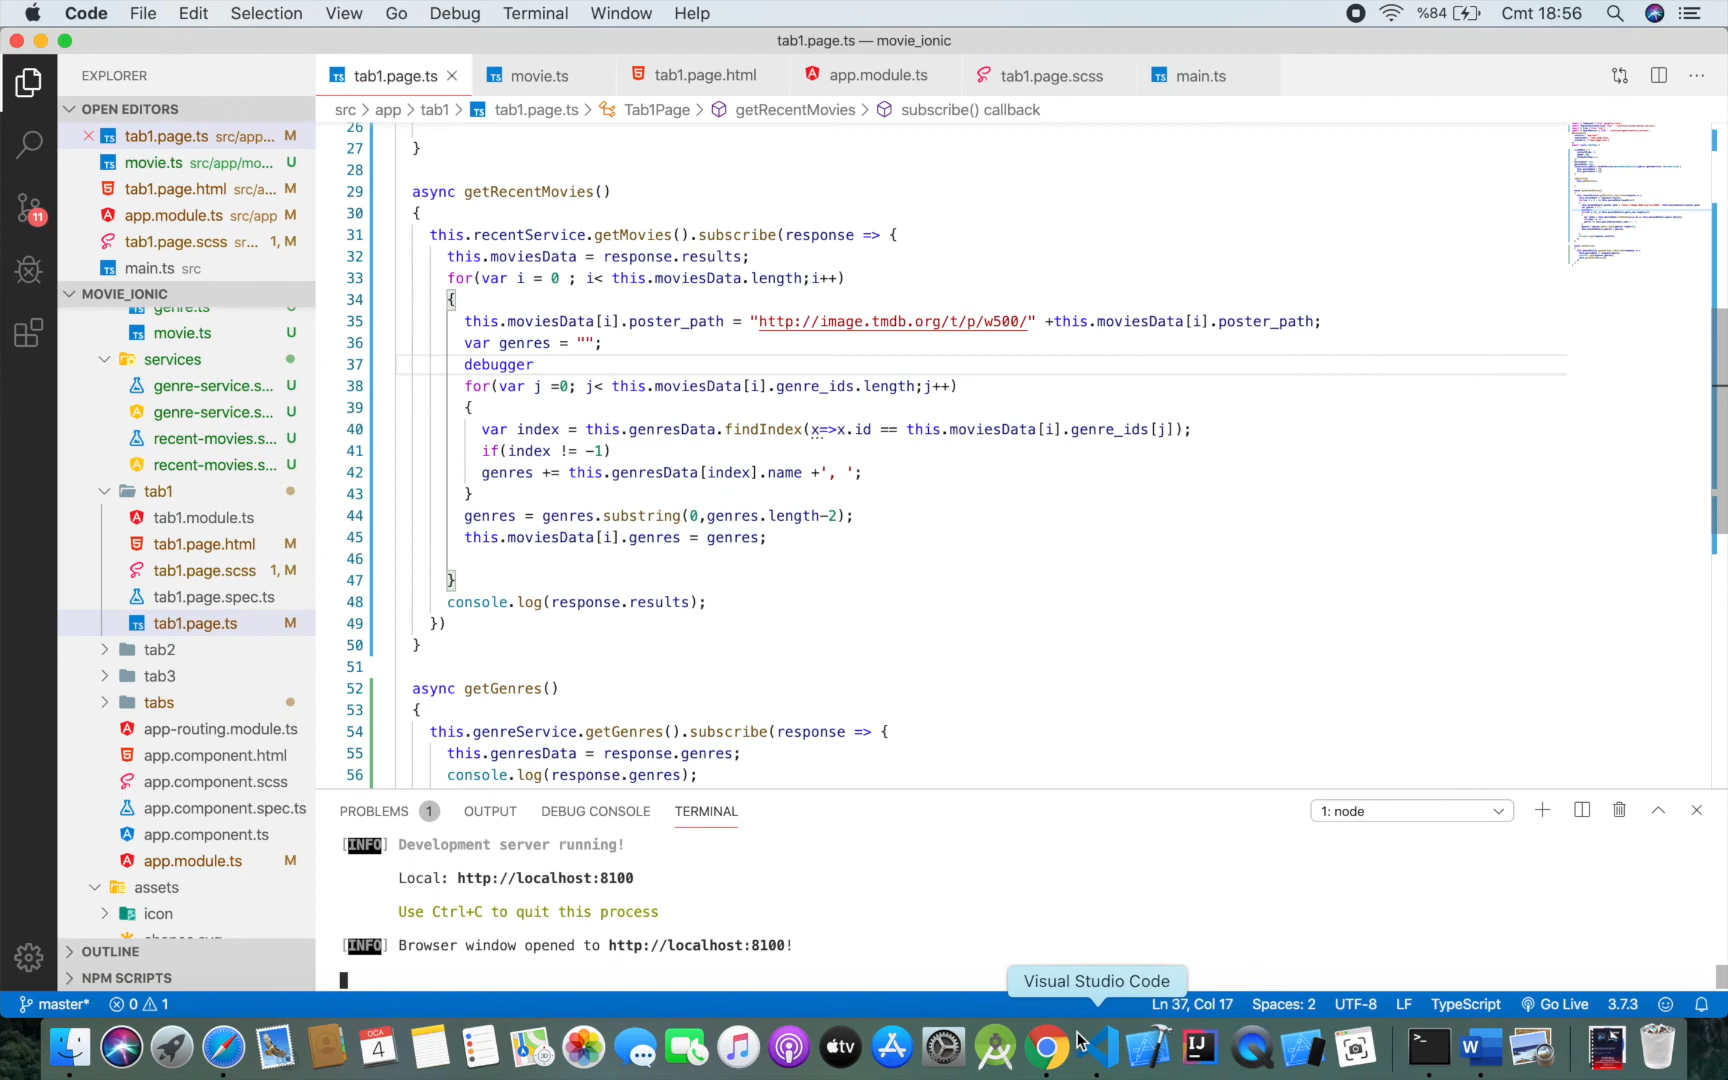 Code File Edit Selection View Go Debug Terminal Window Help %84 Cmt 18:56
tab1.page.ts — movie_ionic
EXPLORER
tab1.page.ts movie.ts tab1.page.html app.module.ts tab1.page.scss main.ts
OPEN EDITORS
src > app > tab1 > tab1.page.ts > Tab1Page > getRecentMovies > subscribe() callback
tab1.page.ts src/app... M
movie.ts src/app/mo... U
tab1.page.html src/a... M
app.module.ts src/app M
tab1.page.scss sr... 1, M
main.ts src
11
MOVIE_IONIC
genre.ts U
movie.ts U
services
genre-service.s... U
genre-service.s... U
recent-movies.s... U
recent-movies.s... U
tab1
tab1.module.ts
tab1.page.html M
tab1.page.scss 1, M
tab1.page.spec.ts
tab1.page.ts M
tab2
tab3
tabs
app-routing.module.ts
app.component.html
app.component.scss
app.component.spec.ts
app.component.ts
app.module.ts M
assets
icon
OUTLINE
NPM SCRIPTS
26
27 }
28
29 async getRecentMovies()
30 {
31 this.recentService.getMovies().subscribe(response => {
32 this.moviesData = response.results;
33 for(var i = 0 ; i< this.moviesData.length;i++)
34 {
35 this.moviesData[i].poster_path = "http://image.tmdb.org/t/p/w500/" +this.moviesData[i].poster_path;
36 var genres = "";
37 debugger
38 for(var j =0; j< this.moviesData[i].genre_ids.length;j++)
39 {
40 var index = this.genresData.findIndex(x=>x.id == this.moviesData[i].genre_ids[j]);
41 if(index != -1)
42 genres += this.genresData[index].name +', ';
43 }
44 genres = genres.substring(0,genres.length-2);
45 this.moviesData[i].genres = genres;
46
47 }
48 console.log(response.results);
49 })
50 }
51
52 async getGenres()
53 {
54 this.genreService.getGenres().subscribe(response => {
55 this.genresData = response.genres;
56 console.log(response.genres);
PROBLEMS 1 OUTPUT DEBUG CONSOLE TERMINAL 1: node
[INFO] Development server running!
Local: http://localhost:8100
Use Ctrl+C to quit this process
[INFO] Browser window opened to http://localhost:8100!
Visual Studio Code
master* 0 1 Ln 37, Col 17 Spaces: 2 UTF-8 LF TypeScript Go Live 3.7.3
OCA
4
tv
IJ
W